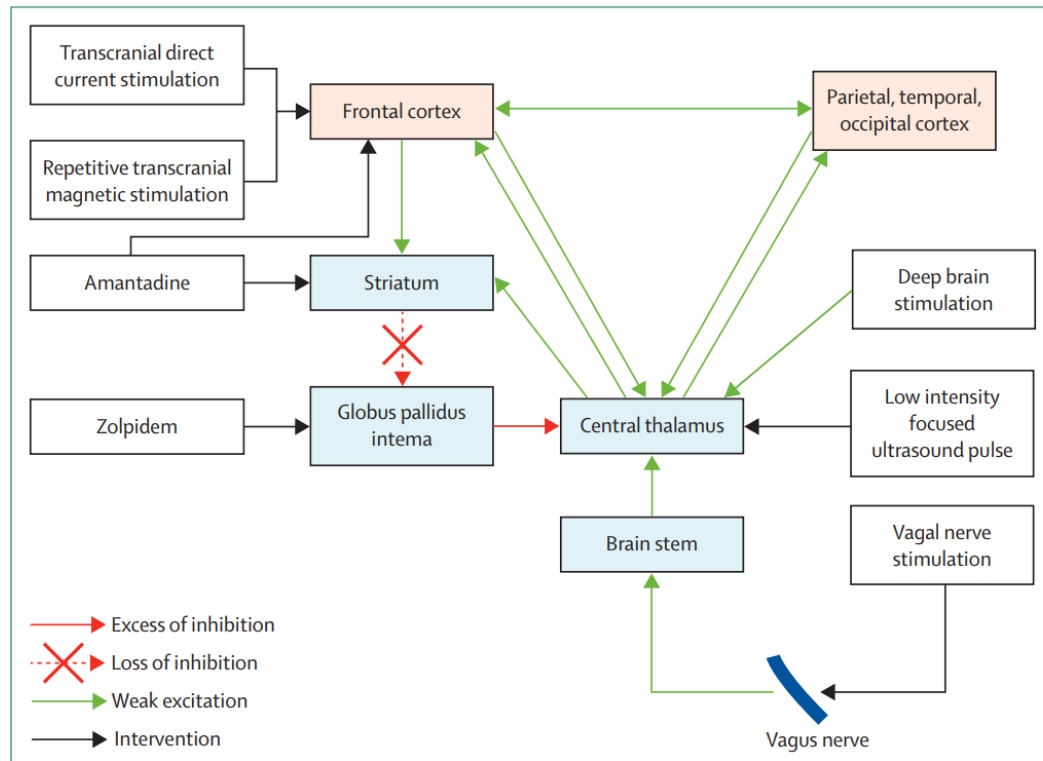 Transcranial direct
current stimulation
Frontal cortex
Parietal, temporal,
occipital cortex
Repetitive transcranial
magnetic stimulation
Amantadine
Striatum
Deep brain
stimulation
Zolpidem
Globus pallidus
intema
Central thalamus
Low intensity
focused
ultrasound pulse
Brain stem
Vagal nerve
stimulation
Excess of inhibition
Loss of inhibition
Weak excitation
Intervention
Vagus nerve